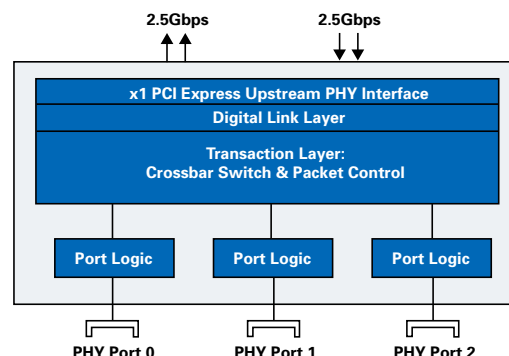 2.5Gbps 2.5Gbps
x1 PCI Express Upstream PHY Interface
Digital Link Layer
Transaction Layer:
Crossbar Switch & Packet Control
Port Logic Port Logic Port Logic
PHY Port 0 PHY Port 1 PHY Port 2